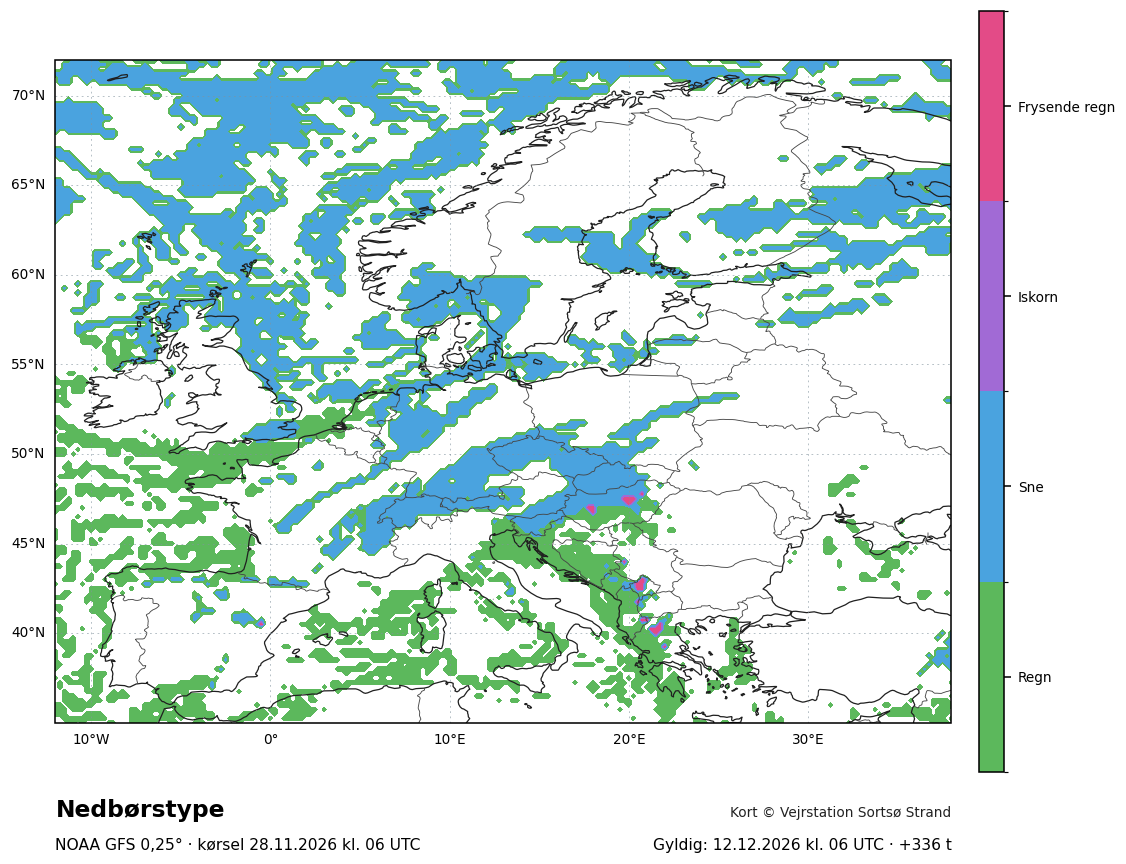 Frysende regn
Iskorn
Sne
Regn
70°N
65°N
60°N
55°N
50°N
45°N
40°N
10°W
0°
10°E
20°E
30°E
Nedbørstype
Kort © Vejrstation Sortsø Strand
NOAA GFS 0,25° · kørsel 28.11.2026 kl. 06 UTC
Gyldig: 12.12.2026 kl. 06 UTC · +336 t